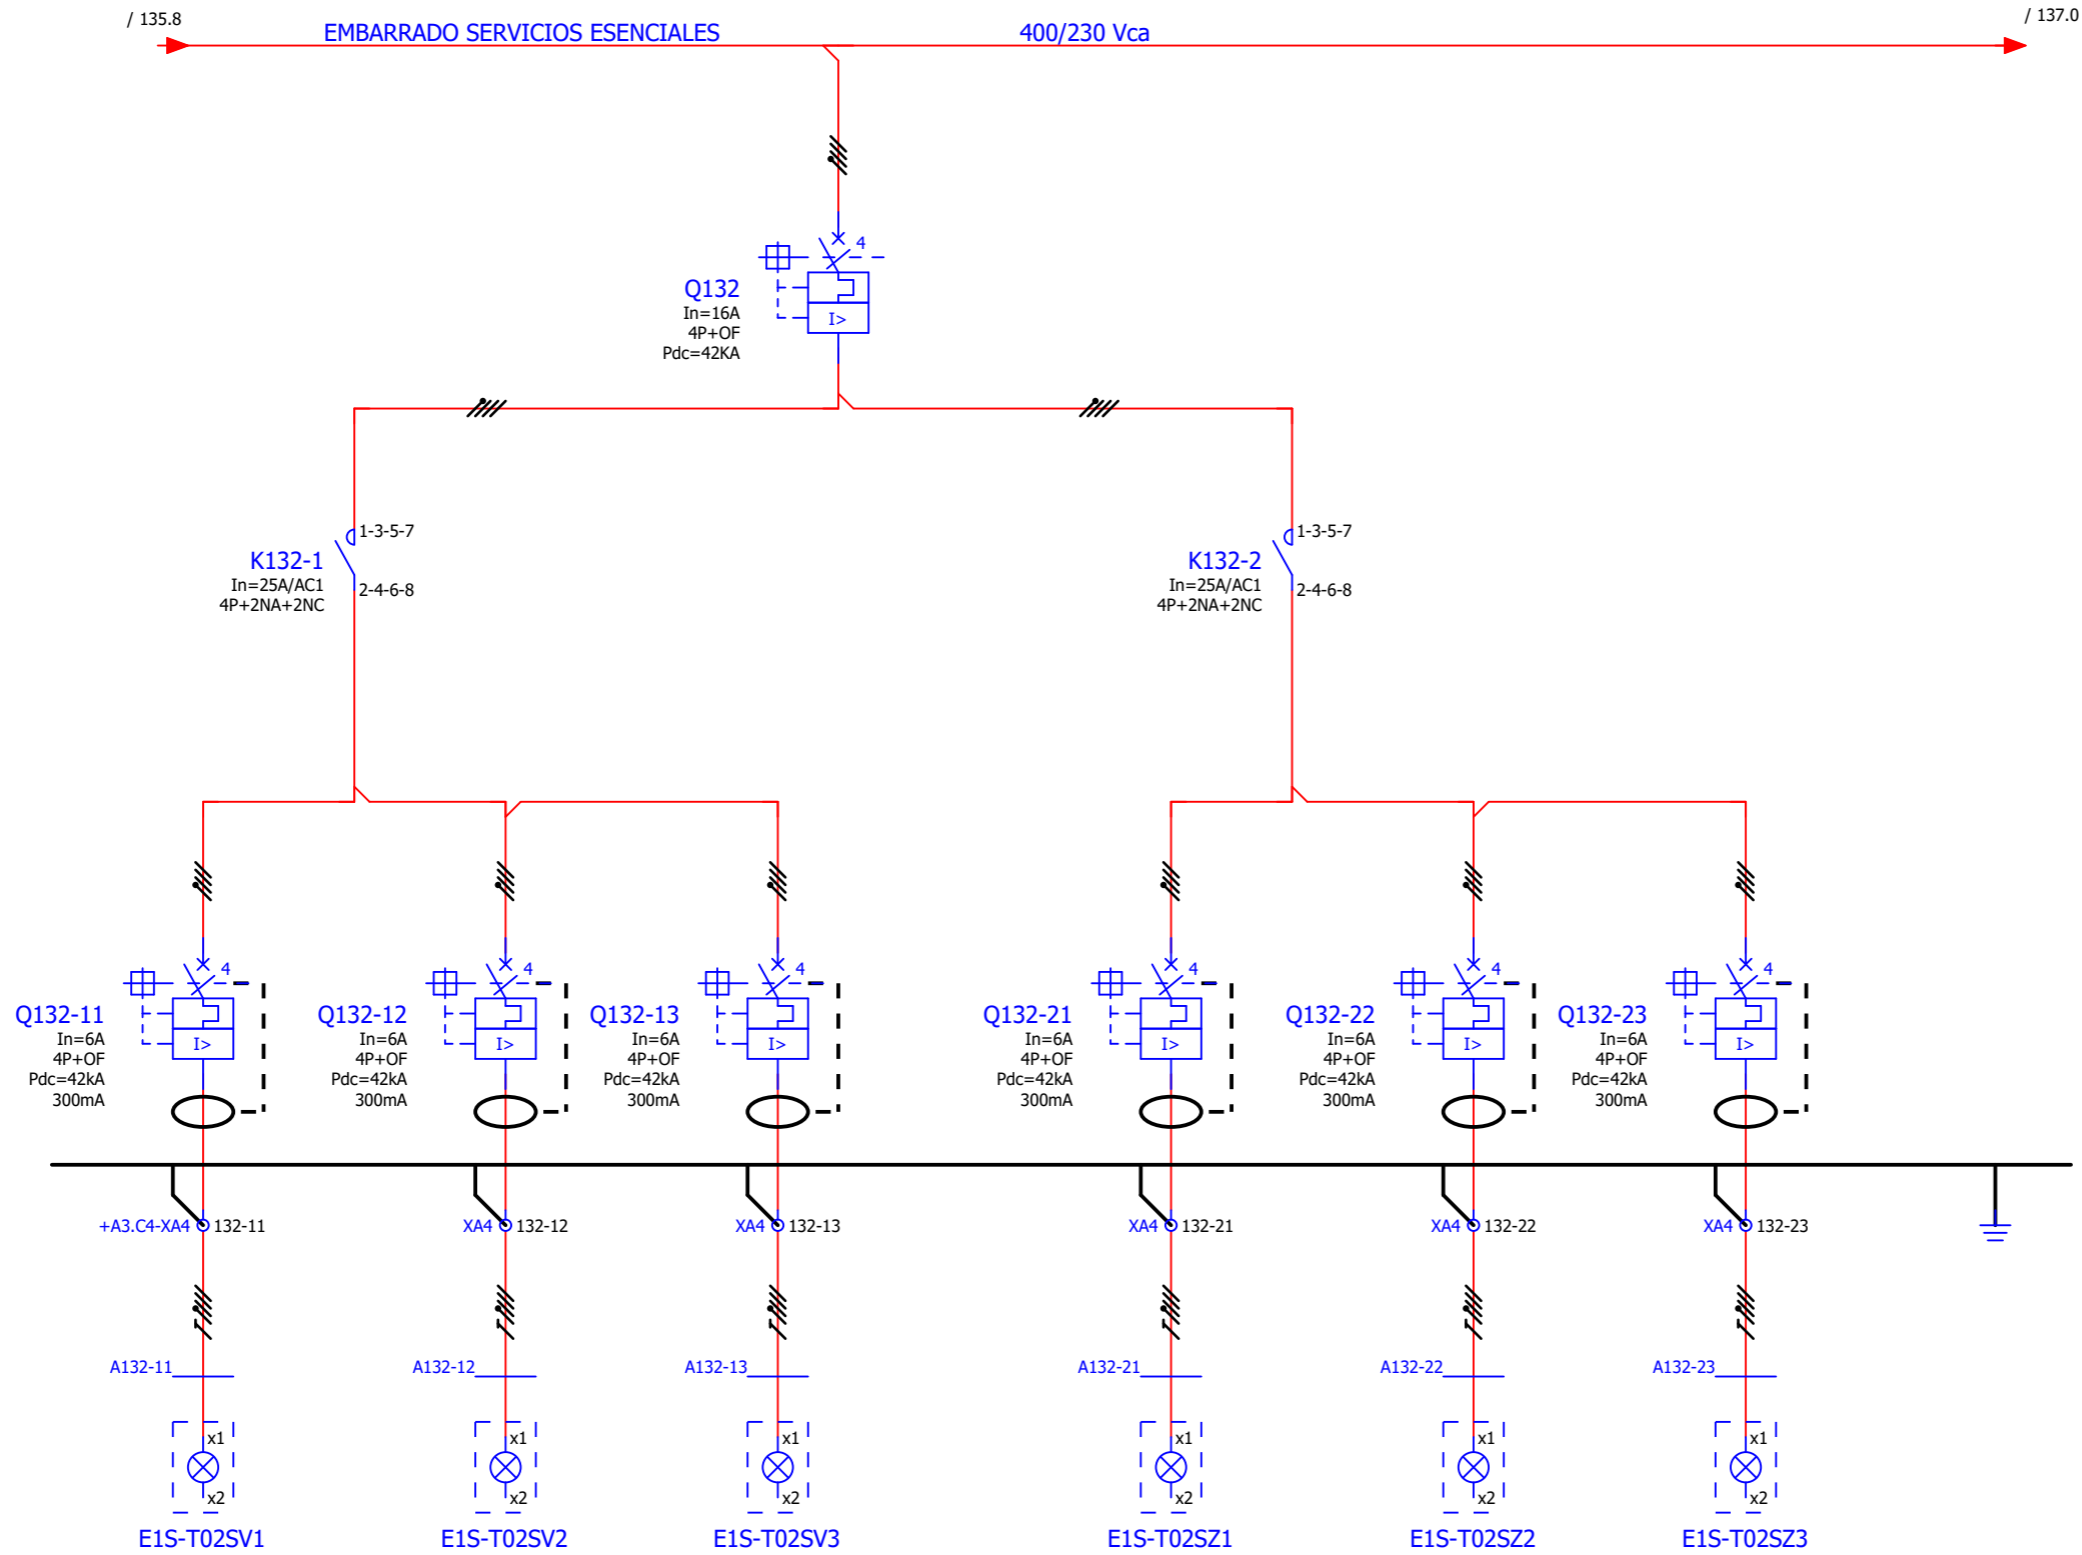 / 135.8
EMBARRADO SERVICIOS ESENCIALES
400/230 Vca
/ 137.0
4
Q132
In=16A
4P+OF
Pdc=42KA
I>
1-3-5-7
K132-1
In=25A/AC1
4P+2NA+2NC
2-4-6-8
1-3-5-7
K132-2
In=25A/AC1
4P+2NA+2NC
2-4-6-8
4
Q132-11
In=6A
4P+OF
Pdc=42kA
300mA
I>
4
Q132-12
In=6A
4P+OF
Pdc=42kA
300mA
I>
4
Q132-13
In=6A
4P+OF
Pdc=42kA
300mA
I>
4
Q132-21
In=6A
4P+OF
Pdc=42kA
300mA
I>
4
Q132-22
In=6A
4P+OF
Pdc=42kA
300mA
I>
4
Q132-23
In=6A
4P+OF
Pdc=42kA
300mA
I>
+A3.C4-XA4 132-11
XA4 132-12
XA4 132-13
XA4 132-21
XA4 132-22
XA4 132-23
A132-11
A132-12
A132-13
A132-21
A132-22
A132-23
x1
x2
x1
x2
x1
x2
x1
x2
x1
x2
x1
x2
E1S-T02SV1
E1S-T02SV2
E1S-T02SV3
E1S-T02SZ1
E1S-T02SZ2
E1S-T02SZ3